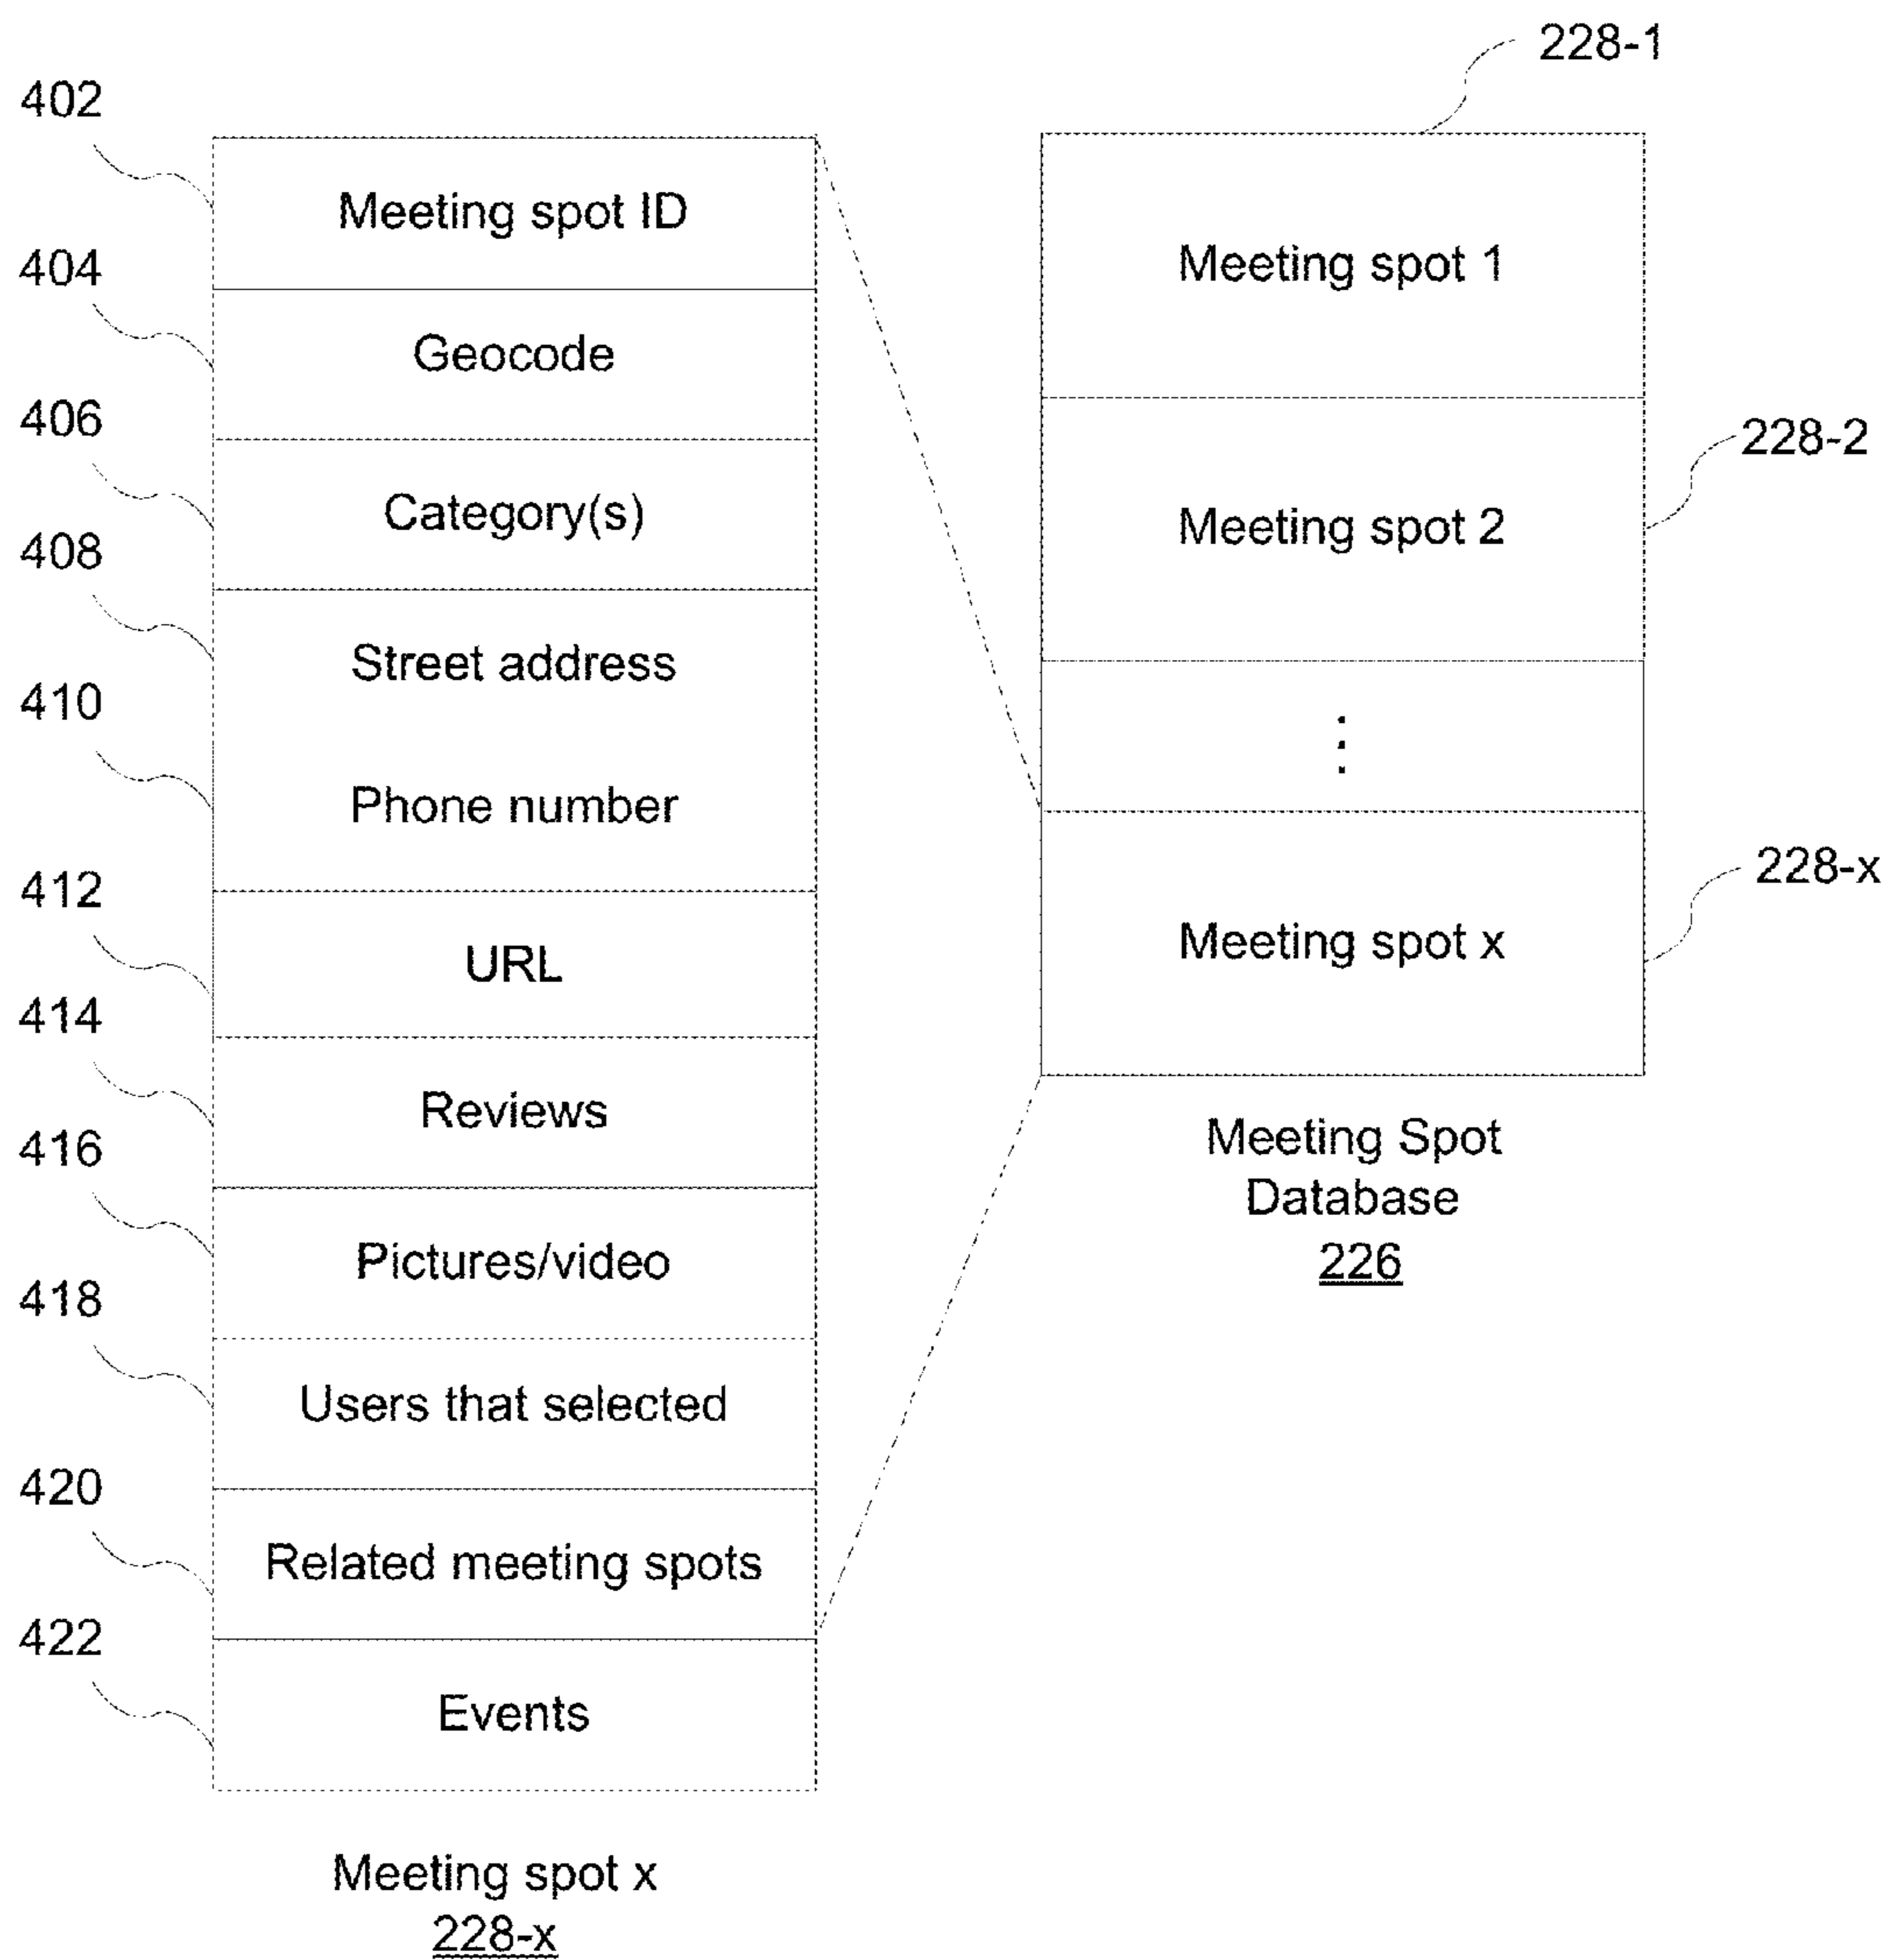 402
Meeting spot ID
404
Geocode
406
Category(s)
408
Street address
410
Phone number
412
URL
414
Reviews
416
Pictures/video
418
Users that selected
420
Related meeting spots
422
Events
Meeting spot x
228-x
228-1
Meeting spot 1
228-2
Meeting spot 2
⋮
228-x
Meeting spot x
Meeting Spot
Database
226